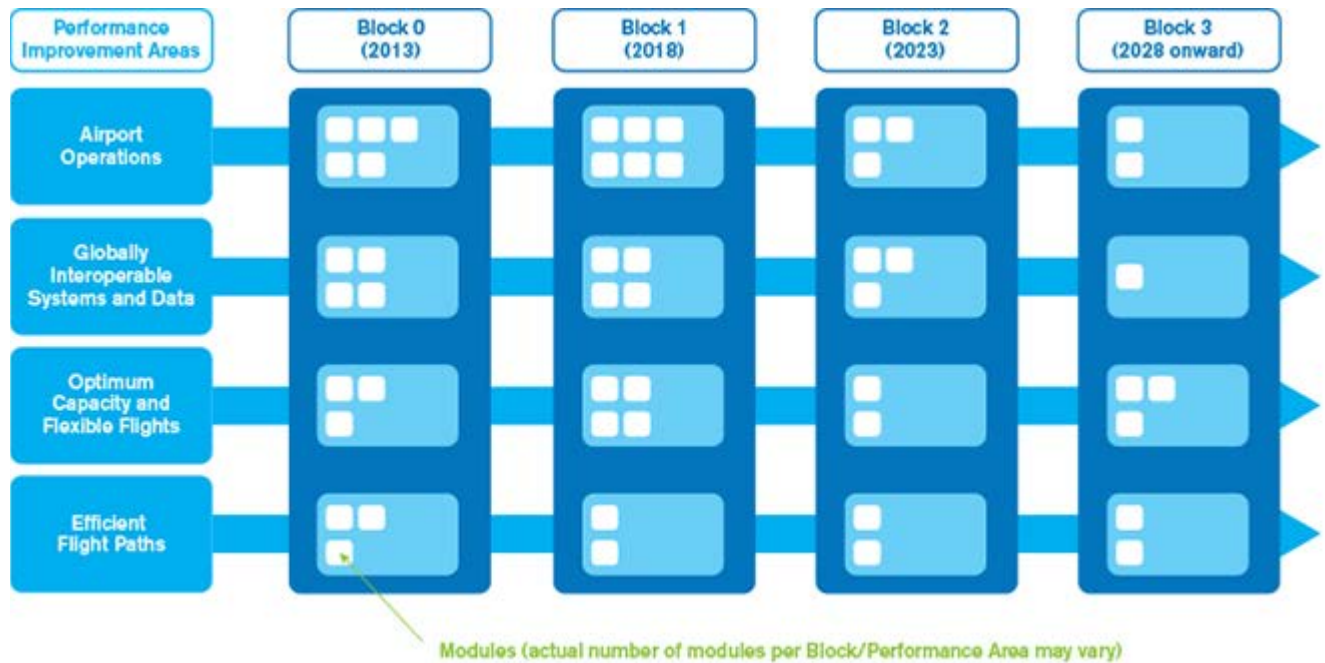 Performance
Improvement Areas
Block 0
(2013)
Block 1
(2018)
Block 2
(2023)
Block 3
(2028 onward)
Airport
Operations
Globally
Interoperable
Systems and Data
Optimum
Capacity and
Flexible Flights
Efficient
Flight Paths
Modules (actual number of modules per Block/Performance Area may vary)